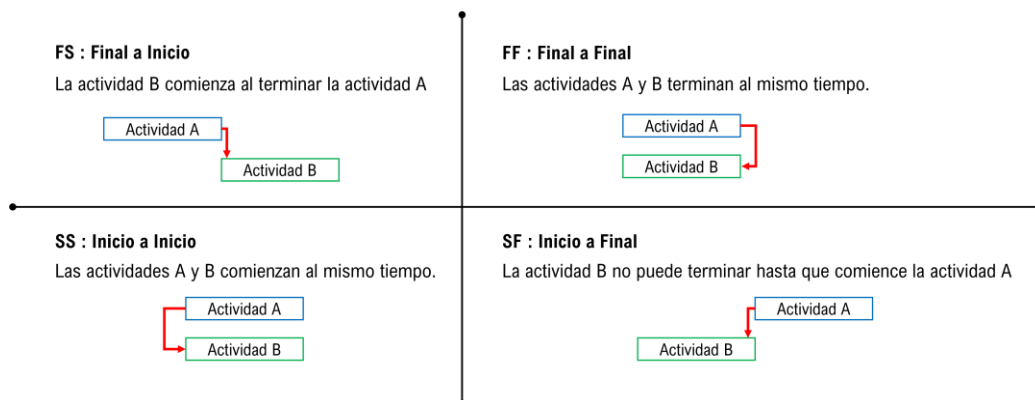 FS : Final a Inicio
La actividad B comienza al terminar la actividad A
Actividad A
Actividad B
FF : Final a Final
Las actividades A y B terminan al mismo tiempo.
Actividad A
Actividad B
SS : Inicio a Inicio
Las actividades A y B comienzan al mismo tiempo.
Actividad A
Actividad B
SF : Inicio a Final
La actividad B no puede terminar hasta que comience la actividad A
Actividad A
Actividad B